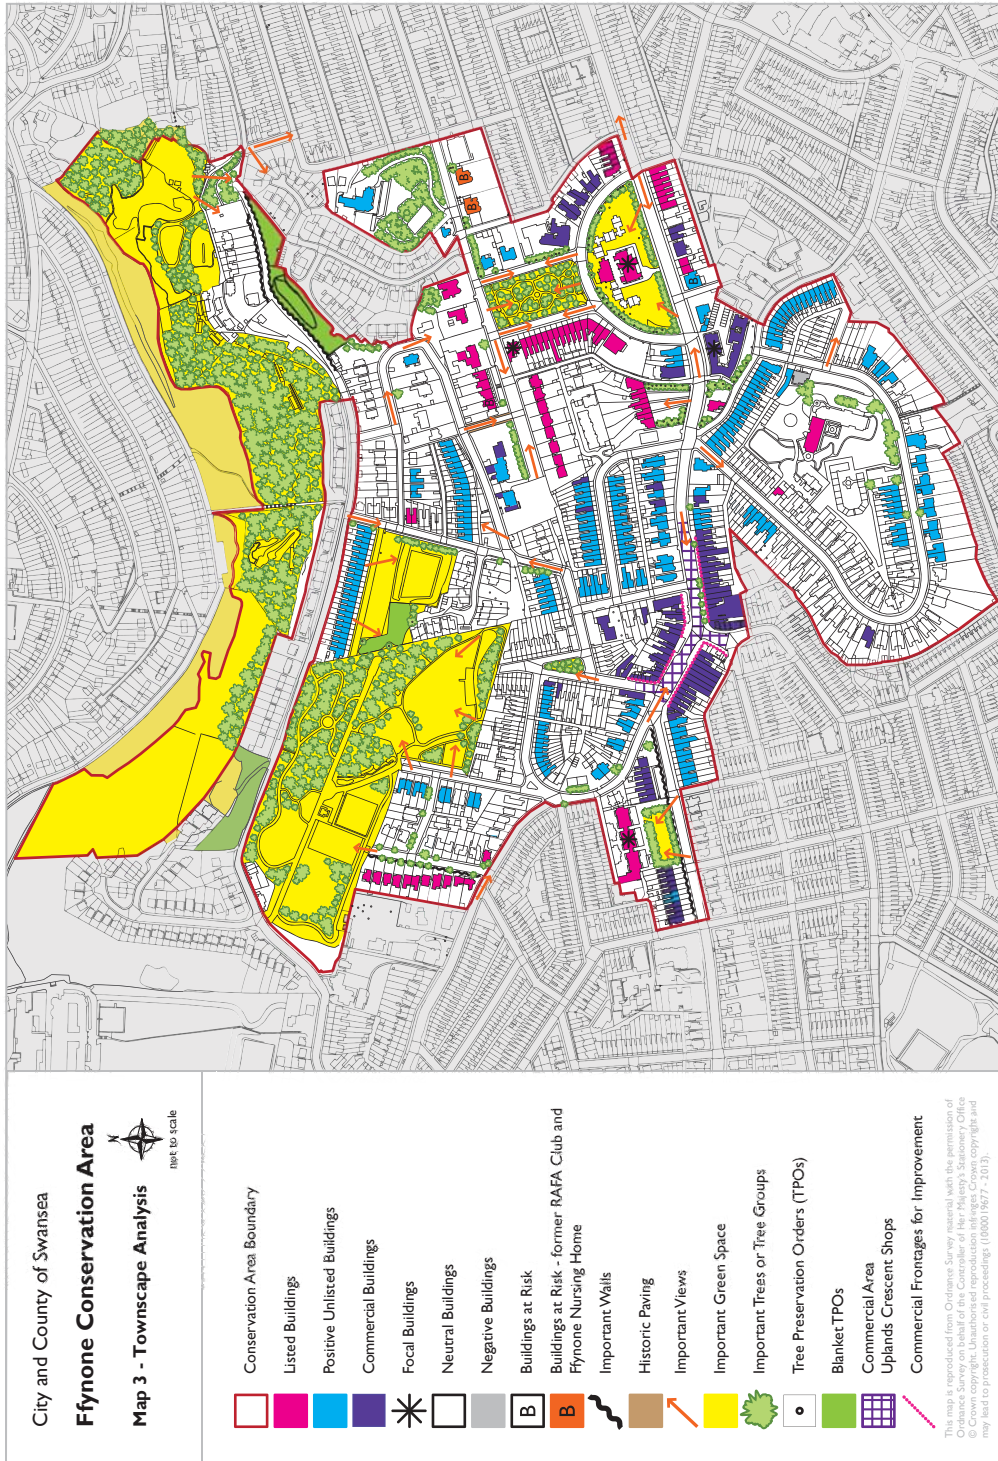 City and County of Swansea
Ffynone Conservation Area
Map 3 - Townscape Analysis
N
not to scale
Conservation Area Boundary
Listed Buildings
Positive Unlisted Buildings
Commercial Buildings
Focal Buildings
Neutral Buildings
Negative Buildings
B
Buildings at Risk
B
Buildings at Risk - former RAFA Club and
Ffynone Nursing Home
Important Walls
Historic Paving
Important Views
Important Green Space
Important Trees or Tree Groups
Tree Preservation Orders (TPOs)
Blanket TPOs
Commercial Area
Uplands Crescent Shops
Commercial Frontages for Improvement
This map is reproduced from Ordnance Survey material with the permission of
Ordnance Survey on behalf of the Controller of Her Majesty's Stationery Office
© Crown copyright. Unauthorised reproduction infringes Crown copyright and
may lead to prosecution or civil proceedings (100019677 - 2013).
B
B
B
B